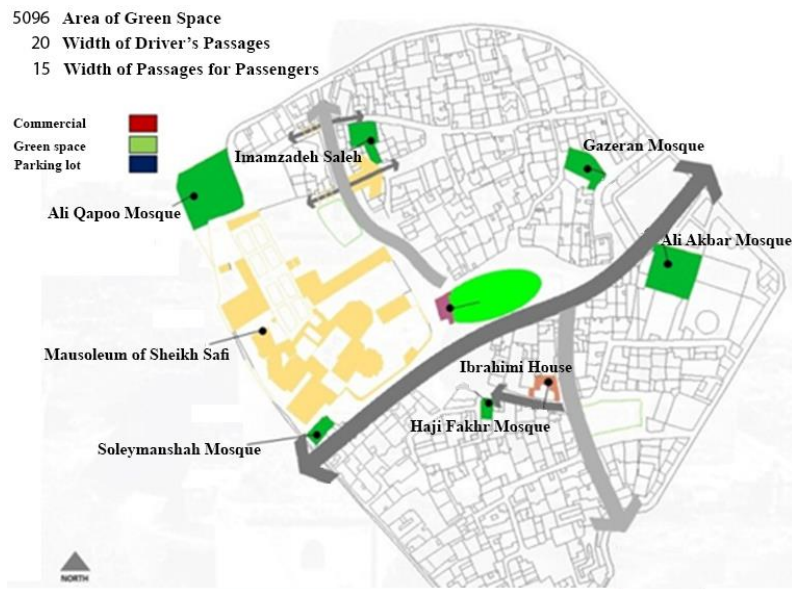 5096 Area of Green Space
20 Width of Driver's Passages
15 Width of Passages for Passengers
Commercial
Green space
Parking lot
Imamzadeh Saleh
Gazeran Mosque
Ali Qapoo Mosque
Ali Akbar Mosque
Mausoleum of Sheikh Safi
Ibrahimi House
Haji Fakhr Mosque
Soleymanshah Mosque
NORTH